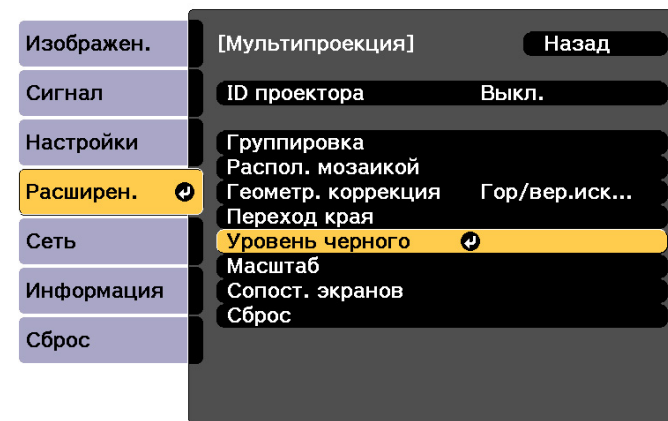 Изображен.
Сигнал
Настройки
Расширен.
Сеть
Информация
Сброс
[Мультипроекция] Назад
ID проектора Выкл.
Группировка
Распол. мозаикой
Геометр. коррекция Гор/вер.иск...
Переход края
Уровень черного
Масштаб
Сопост. экранов
Сброс